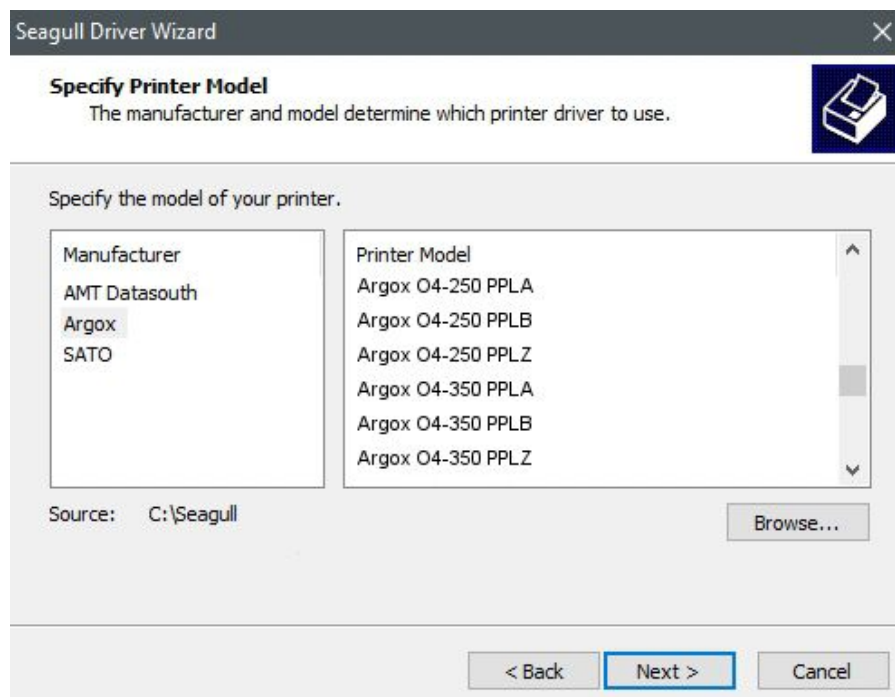 Seagull Driver Wizard
Specify Printer Model
The manufacturer and model determine which printer driver to use.
Specify the model of your printer.
Manufacturer
AMT Datasouth
Argox
SATO
Printer Model
Argox O4-250 PPLA
Argox O4-250 PPLB
Argox O4-250 PPLZ
Argox O4-350 PPLA
Argox O4-350 PPLB
Argox O4-350 PPLZ
Source: C:\Seagull
Browse...
< Back Next > Cancel